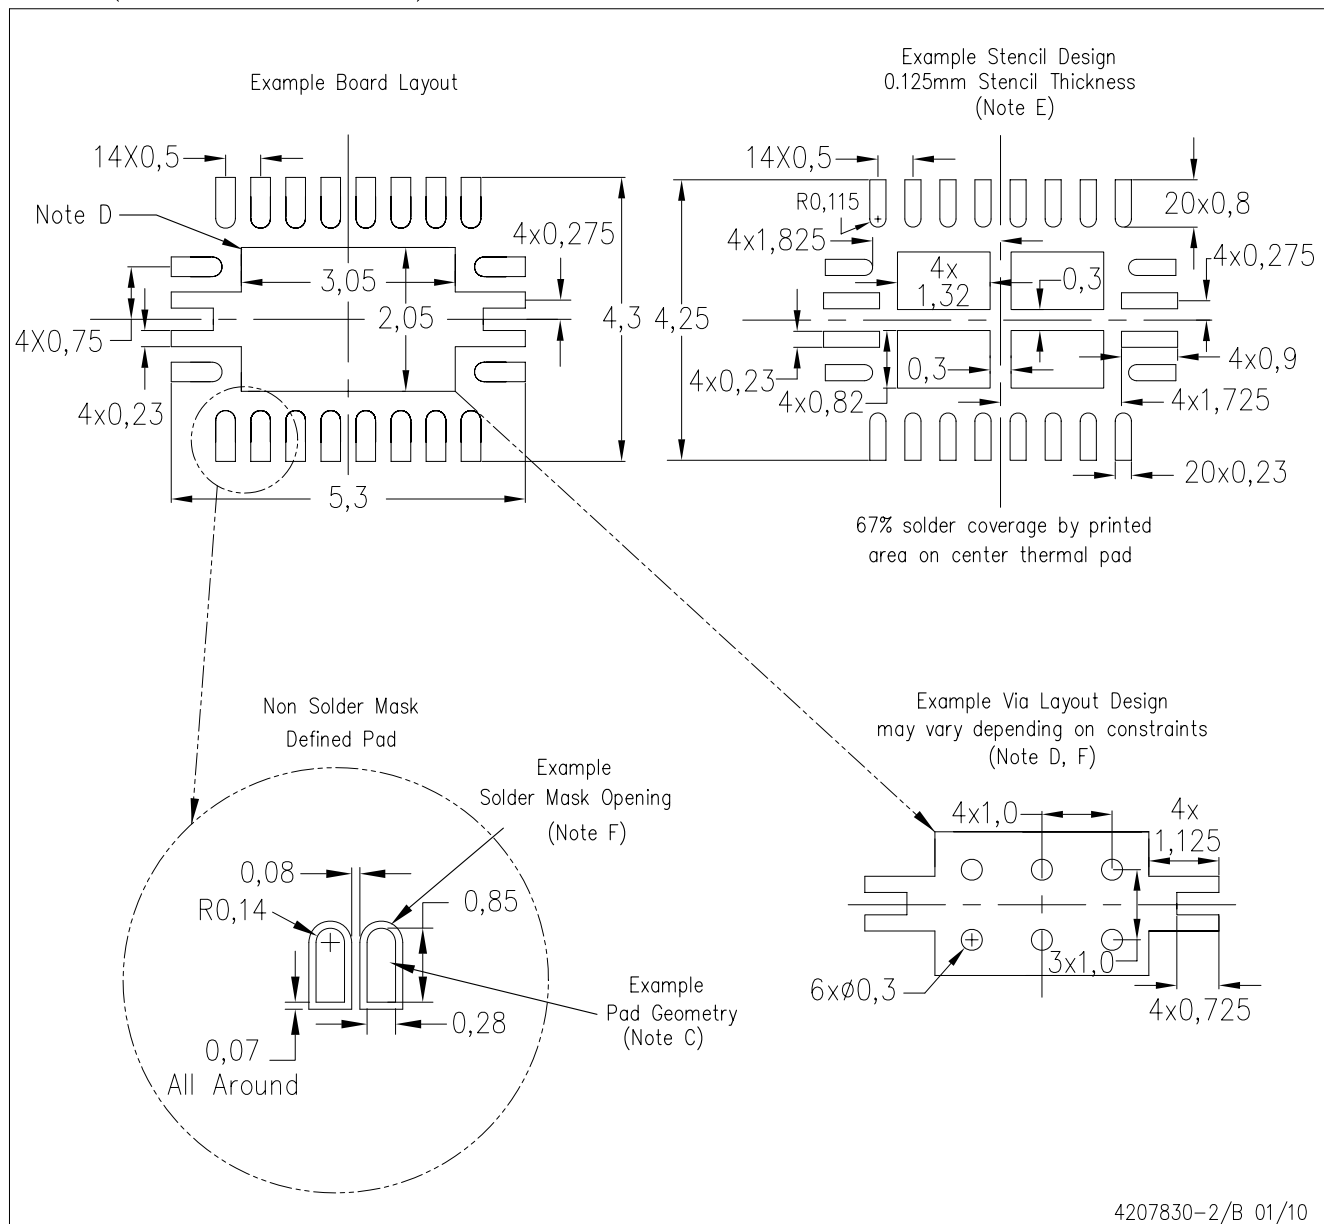 Example Board Layout
14X0,5
Note D
4x0,275
3,05
2,05
4,3
4X0,75
4x0,23
5,3
Example Stencil Design
0.125mm Stencil Thickness
(Note E)
14X0,5
R0,115
20x0,8
4x1,825
4x0,275
4x
1,32
0,3
4,25
0,3
4x0,9
4x0,23
4x0,82
4x1,725
20x0,23
67% solder coverage by printed
area on center thermal pad
Non Solder Mask
Defined Pad
Example
Solder Mask Opening
(Note F)
0,08
R0,14
0,85
Example
Pad Geometry
(Note C)
0,28
0,07
All Around
Example Via Layout Design
may vary depending on constraints
(Note D, F)
4x1,0
4x
1,125
3x1,0
6xø0,3
4x0,725
4207830-2/B 01/10